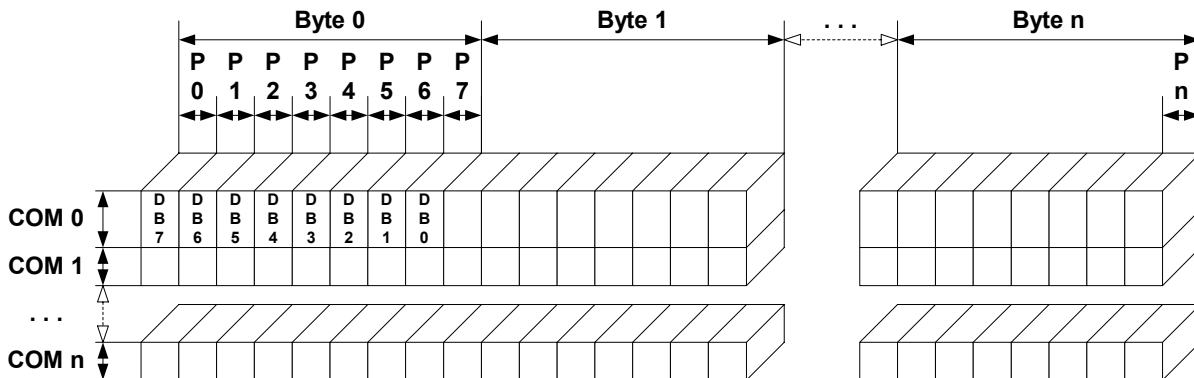 Byte 0 Byte 1 . . . Byte n
P P P P P P P P P
0 1 2 3 4 5 6 7 n
COM 0 D D D D D D D D
B B B B B B B B
7 6 5 4 3 2 1 0
COM 1
. . .
COM n